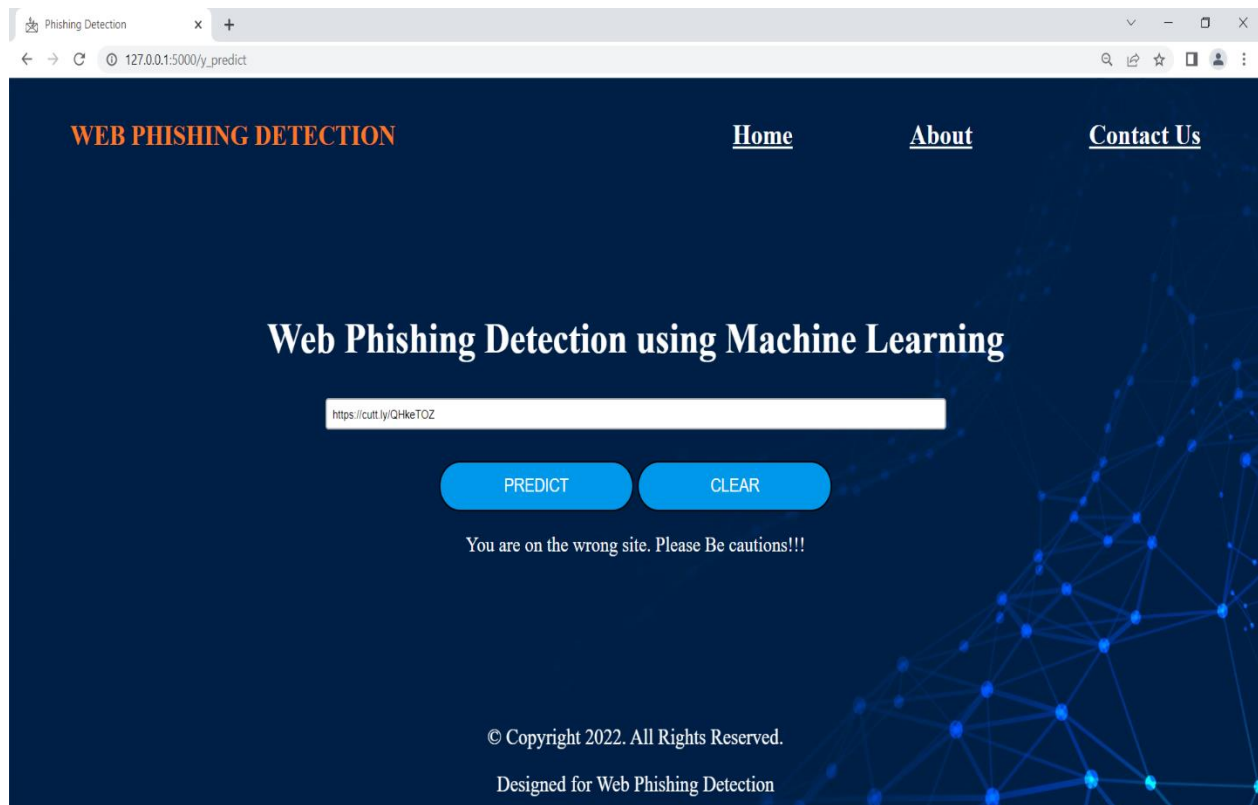 Phishing Detection
127.0.0.1:5000/y_predict
WEB PHISHING DETECTION Home About Contact Us
Web Phishing Detection using Machine Learning
https://cutt.ly/QHkeTOZ
PREDICT CLEAR
You are on the wrong site. Please Be cautions!!!
© Copyright 2022. All Rights Reserved.
Designed for Web Phishing Detection